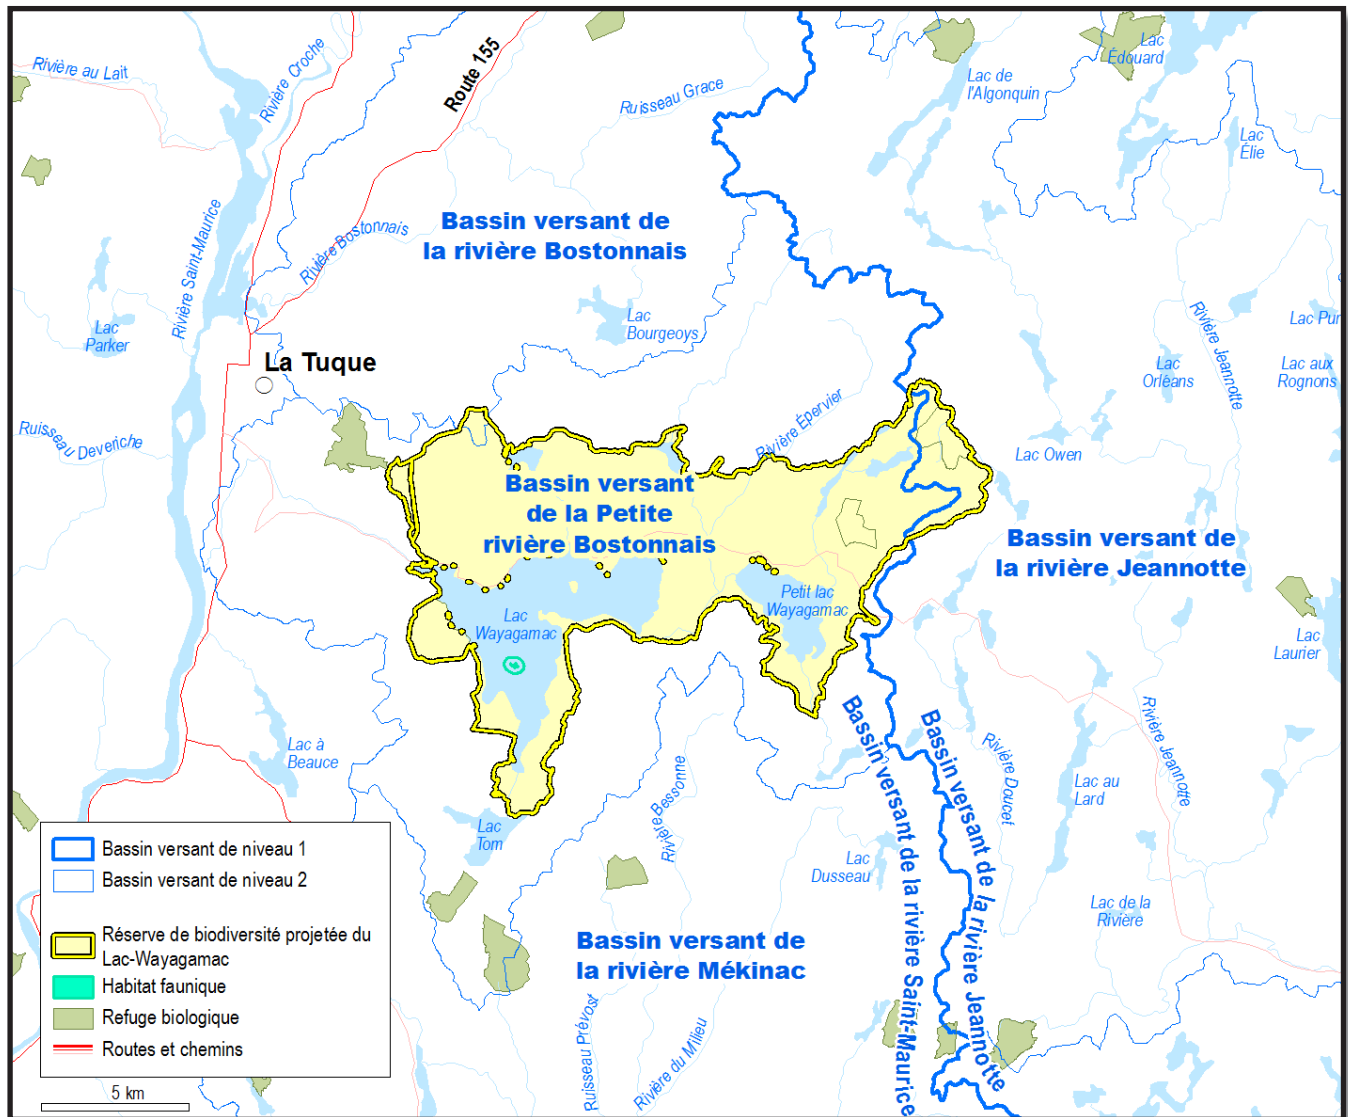 Rivière au Lait
Rivière Croche
Route 155
Ruisseau Grace
Lac de
l'Algonquin
Lac
Édouard
Lac
Élie
Rivière Saint-Maurice
Rivière Bostonnais
Bassin versant de
la rivière Bostonnais
Lac
Parker
Lac
Bourgeoys
Rivière Jeannotte
Lac Pur
La Tuque
Lac
Orléans
Lac aux
Rognons
Ruisseau Deveriche
Rivière Épervier
Lac Owen
Bassin versant
de la Petite
rivière Bostonnais
Bassin versant de
la rivière Jeannotte
Lac
Wayagamac
Petit lac
Wayagamac
Lac
Laurier
Lac à
Beauce
Rivière Bessonne
Bassin versant de la rivière Saint-Maurice
Bassin versant de la rivière Jeannotte
Rivière Doucet
Rivière Jeannotte
Lac au
Lard
Lac
Tom
Lac
Dusseau
Lac de la
Rivière
Bassin versant de
la rivière Mékinac
Ruisseau Prévost
Rivière du Milieu
Bassin versant de niveau 1
Bassin versant de niveau 2
Réserve de biodiversité projetée du
Lac-Wayagamac
Habitat faunique
Refuge biologique
Routes et chemins
5 km